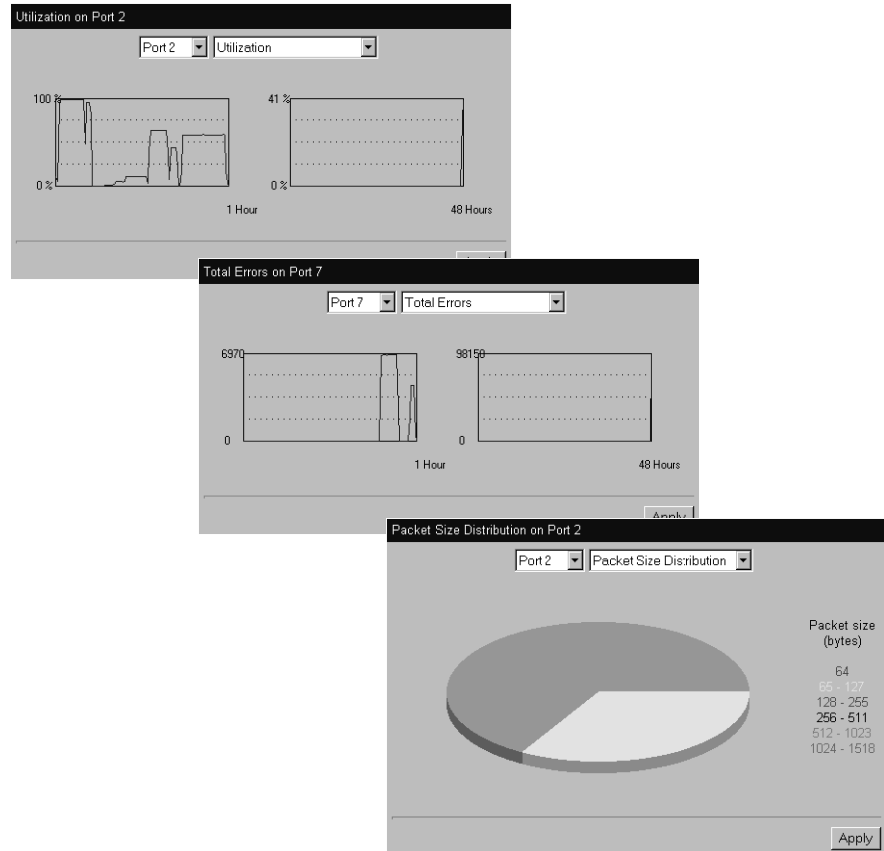 Utilization on Port 2
Port 2 Utilization
100 % 41 %
0 % 0 %
1 Hour 48 Hours
Total Errors on Port 7
Port 7 Total Errors
6970 98150
0 0
1 Hour 48 Hours
Apply
Packet Size Distribution on Port 2
Port 2 Packet Size Distribution
Packet size
(bytes)
64
65 - 127
128 - 255
256 - 511
512 - 1023
1024 - 1518
Apply